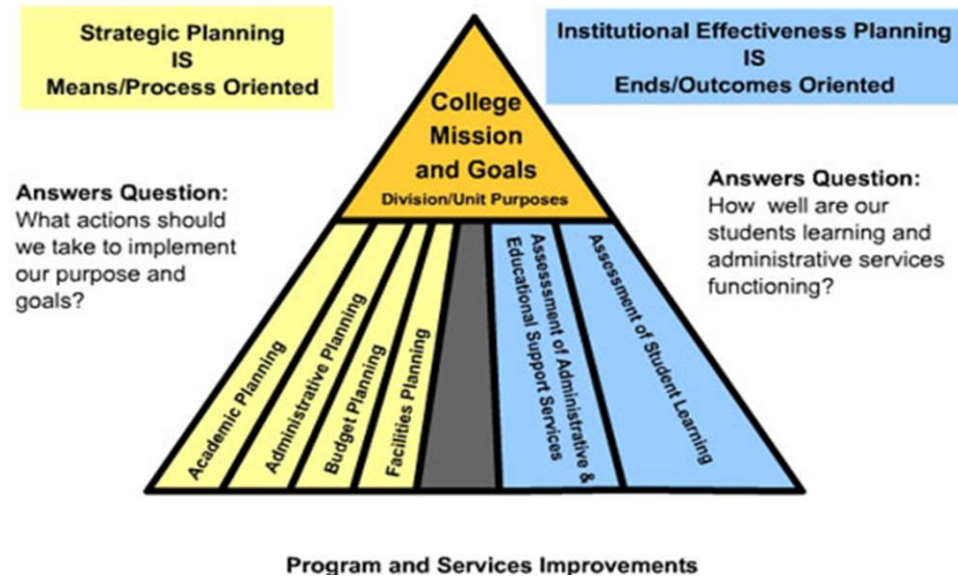 Strategic Planning
IS
Means/Process Oriented
Institutional Effectiveness Planning
IS
Ends/Outcomes Oriented
College
Mission
and Goals
Division/Unit Purposes
Answers Question:
What actions should
we take to implement
our purpose and
goals?
Answers Question:
How well are our
students learning and
administrative services
functioning?
Academic Planning
Administrative Planning
Budget Planning
Facilities Planning
Assesssment of Administrative &
Educational Support Services
Assessment of Student Learning
Program and Services Improvements